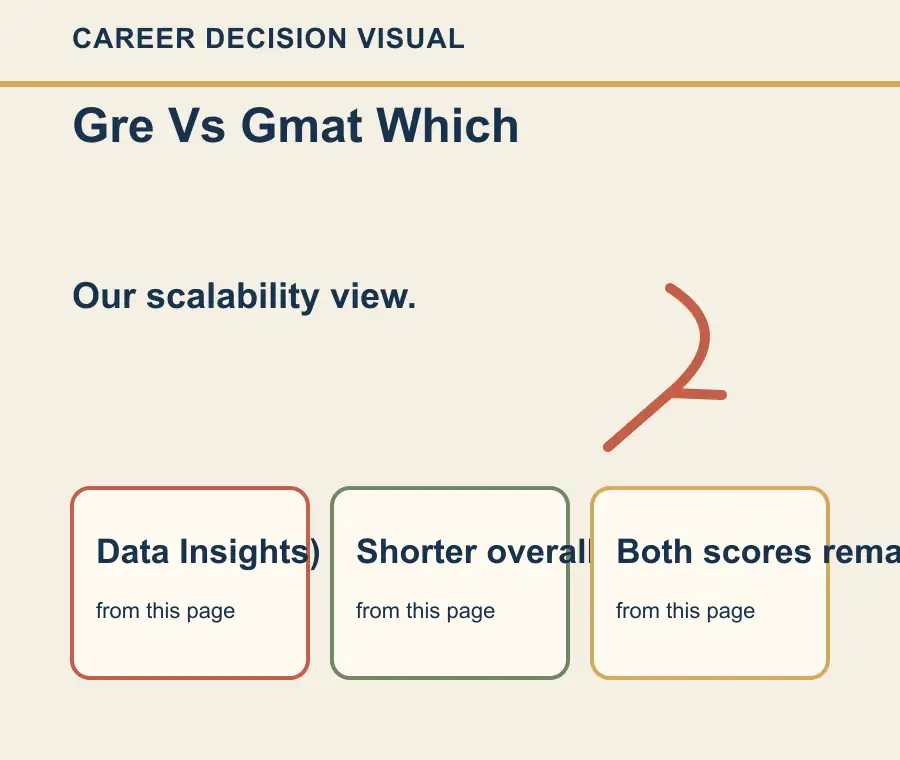 CAREER DECISION VISUAL
Gre Vs Gmat Which
Our scalability view.
Data Insights)
from this page
Shorter overall
from this page
Both scores rema
from this page